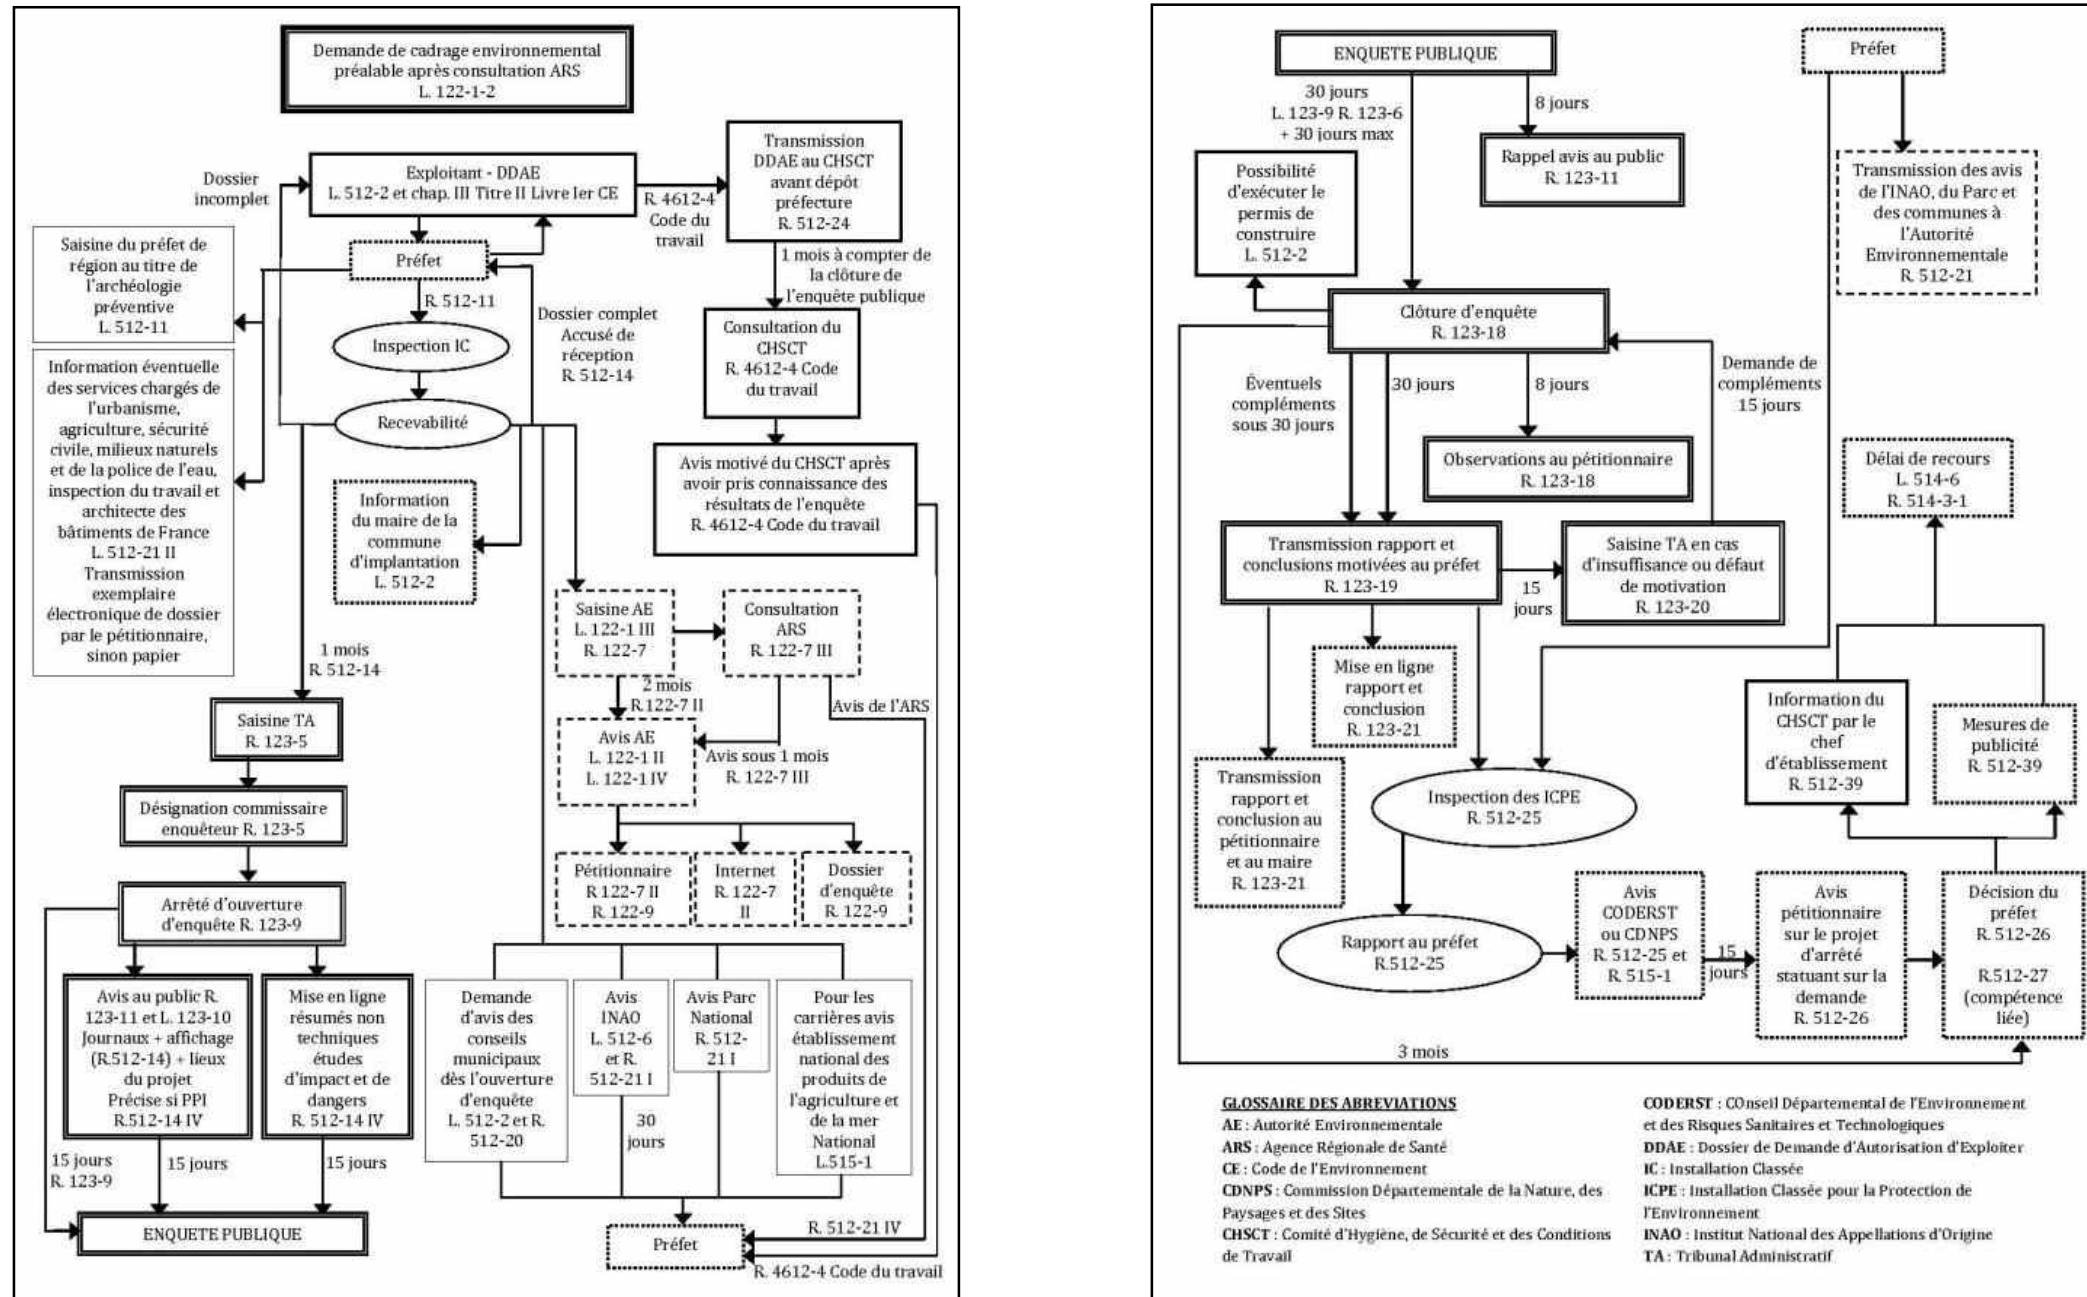 Demande de cadrage environnemental
préalable après consultation ARS
L. 122-1-2
Dossier
incomplet
Exploitant - DDAE
L. 512-2 et chap. III Titre II Livre Ier CE
R. 4612-4
Code du
travail
Transmission
DDAE au CHSCT
avant dépôt
préfecture
R. 512-24
Saisine du préfet de
région au titre de
l'archéologie
préventive
L. 512-11
Préfet
R. 512-11
1 mois à compter de
la clôture de
l'enquête publique
Dossier complet
Accusé de
réception
R. 512-14
Inspection IC
Consultation du
CHSCT
R. 4612-4 Code
du travail
Information éventuelle
des services chargés de
l'urbanisme,
agriculture, sécurité
civile, milieux naturels
et de la police de l'eau,
inspection du travail et
architecte des
bâtiments de France
L. 512-21 II
Transmission
exemplaire
électronique de dossier
par le pétitionnaire,
sinon papier
Recevabilité
Avis motivé du CHSCT après
avoir pris connaissance des
résultats de l'enquête
R. 4612-4 Code du travail
Information
du maire de la
commune
d'implantation
L. 512-2
1 mois
R. 512-14
Saisine AE
L. 122-1 III
R. 122-7
Consultation
ARS
R. 122-7 III
2 mois
R.122-7 II
Avis de l'ARS
Saisine TA
R. 123-5
Avis AE
L. 122-1 II
L. 122-1 IV
Avis sous 1 mois
R. 122-7 III
Désignation commissaire
enquêteur R. 123-5
Pétitionnaire
R 122-7 II
R. 122-9
Internet
R. 122-7
II
Dossier
d'enquête
R. 122-9
Arrêté d'ouverture
d'enquête R. 123-9
Avis au public R.
123-11 et L. 123-10
Journaux + affichage
(R.512-14) + lieux
du projet
Précise si PPI
R.512-14 IV
Mise en ligne
résumés non
techniques
études
d'impact et de
dangers
R. 512-14 IV
Demande
d'avis des
conseils
municipaux
dès l'ouverture
d'enquête
L. 512-2 et R.
512-20
Avis
INAO
L. 512-6
et R.
512-21 I
Avis Parc
National
R. 512-
21 I
Pour les
carrières avis
établissement
national des
produits de
l'agriculture et
de la mer
National
L.515-1
30
jours
15 jours
R. 123-9
15 jours
15 jours
ENQUETE PUBLIQUE
Préfet
R. 512-21 IV
R. 4612-4 Code du travail
ENQUETE PUBLIQUE
Préfet
30 jours
L. 123-9 R. 123-6
+ 30 jours max
8 jours
Rappel avis au public
R. 123-11
Possibilité
d'exécuter le
permis de
construire
L. 512-2
Transmission des avis
de l'INAO, du Parc et
des communes à
l'Autorité
Environnementale
R. 512-21
Clôture d'enquête
R. 123-18
Éventuels
compléments
sous 30 jours
30 jours
8 jours
Demande de
compléments
15 jours
Observations au pétitionnaire
R. 123-18
Délai de recours
L. 514-6
R. 514-3-1
Transmission rapport et
conclusions motivées au préfet
R. 123-19
15
jours
Saisine TA en cas
d'insuffisance ou défaut
de motivation
R. 123-20
Mise en ligne
rapport et
conclusion
R. 123-21
Information du
CHSCT par le
chef
d'établissement
R. 512-39
Mesures de
publicité
R. 512-39
Transmission
rapport et
conclusion au
pétitionnaire
et au maire
R. 123-21
Inspection des ICPE
R. 512-25
Rapport au préfet
R.512-25
Avis
CODERST
ou CDNPS
R. 512-25 et
R. 515-1
15
jours
Avis
pétitionnaire
sur le projet
d'arrêté
statuant sur la
demande
R. 512-26
Décision du
préfet
R. 512-26
R.512-27
(compétence
liée)
3 mois
GLOSSAIRE DES ABREVIATIONS
AE : Autorité Environnementale
ARS : Agence Régionale de Santé
CE : Code de l'Environnement
CDNPS : Commission Départementale de la Nature, des
Paysages et des Sites
CHSCT : Comité d'Hygiène, de Sécurité et des Conditions
de Travail
CODERST : COnseil Départemental de l'Environnement
et des Risques Sanitaires et Technologiques
DDAE : Dossier de Demande d'Autorisation d'Exploiter
IC : Installation Classée
ICPE : Installation Classée pour la Protection de
l'Environnement
INAO : Institut National des Appellations d'Origine
TA : Tribunal Administratif